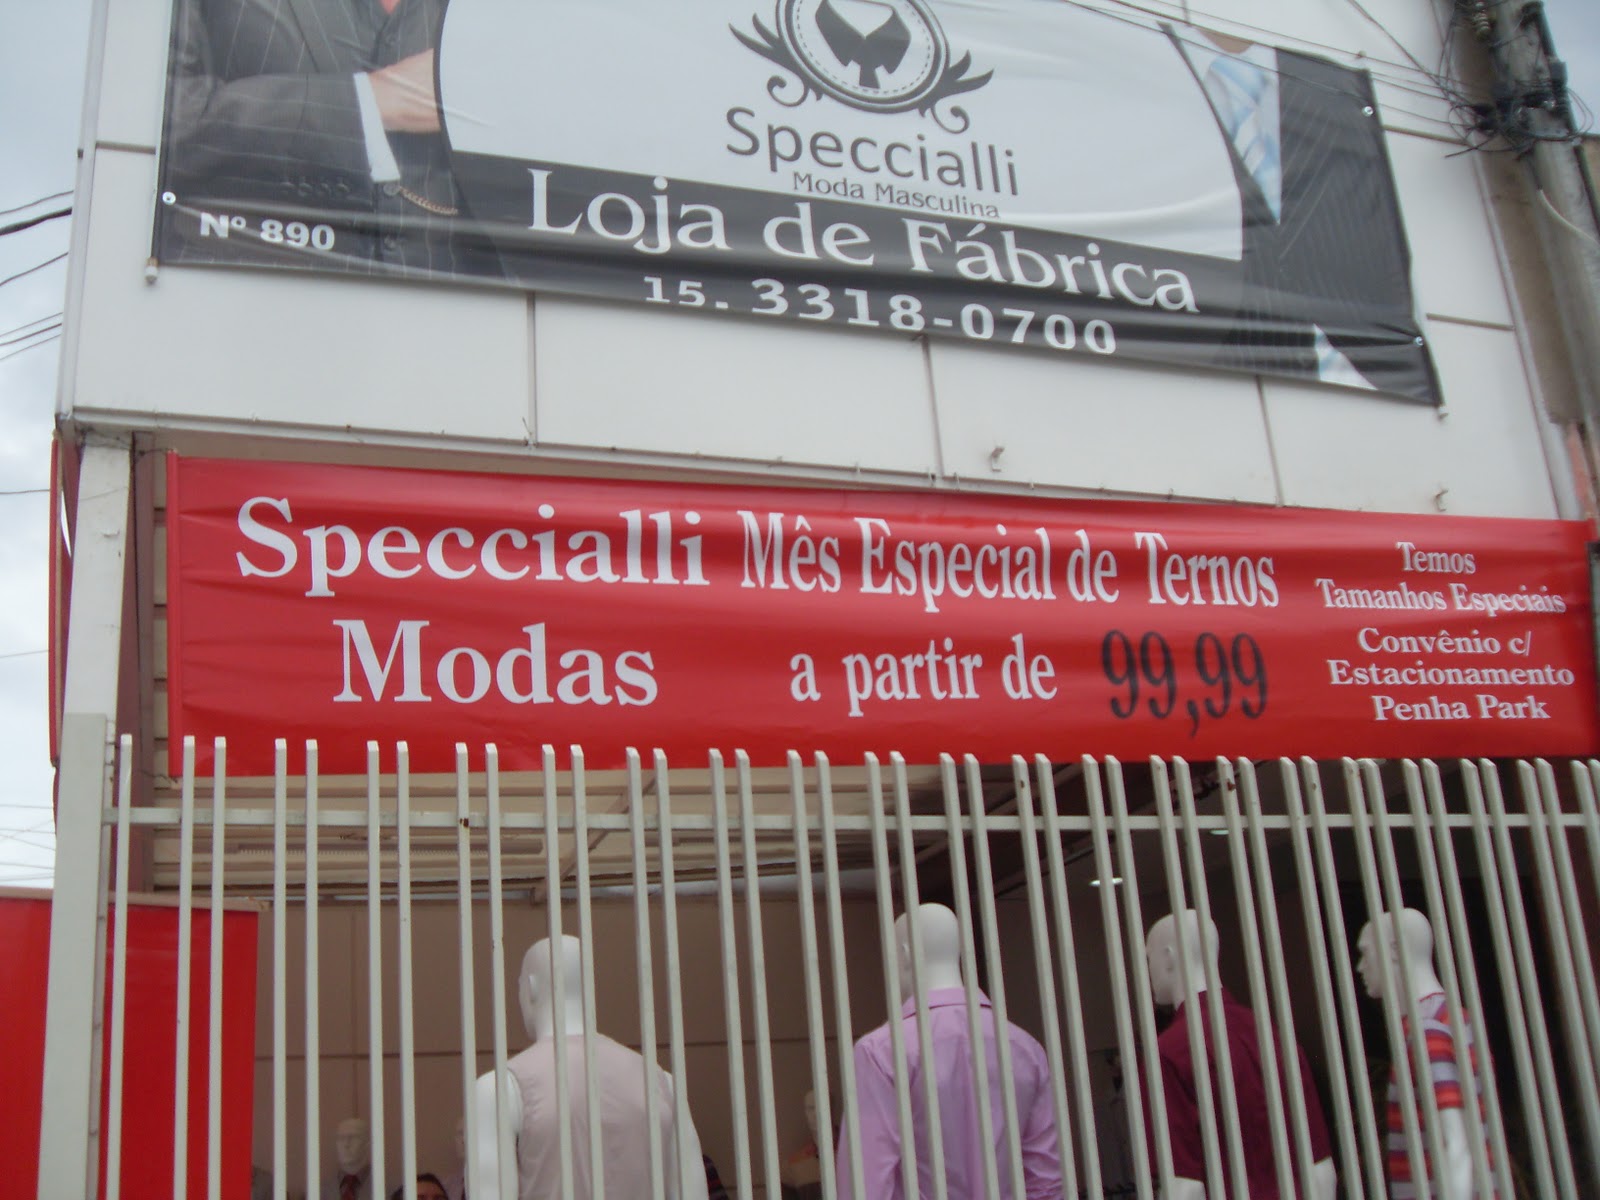 Speccialli
Moda Masculina
Loja de Fábrica
Nº 890
15. 3318-0700
Speccialli
Modas
Mês Especial de Ternos
a partir de 99,99
Ternos
Tamanhos Especiais
Convênio c/
Estacionamento
Penha Park